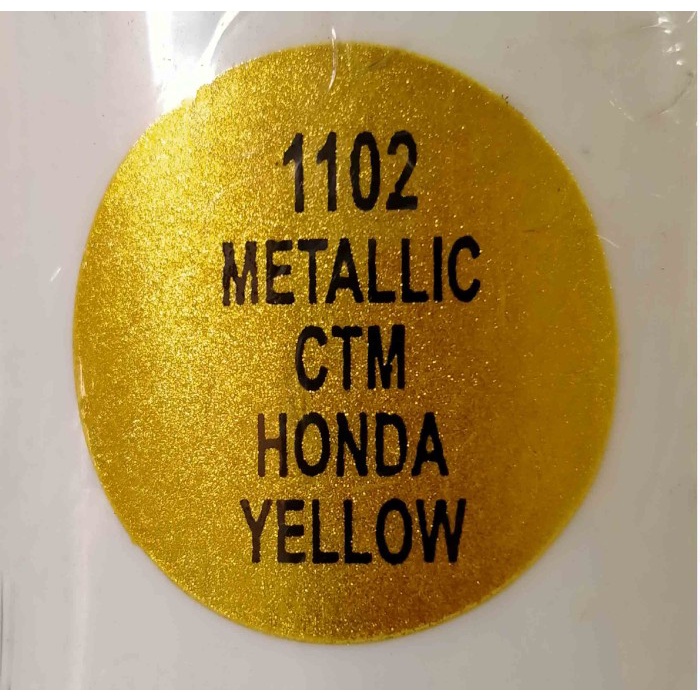 1102
METALLIC
CTM
HONDA
YELLOW